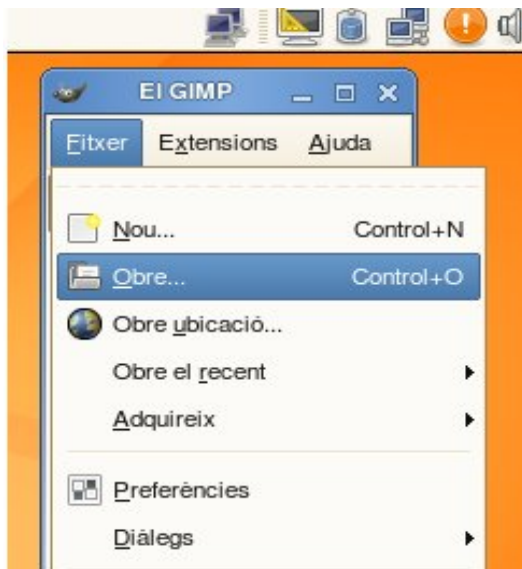 El GIMP
Fitxer Extensions Ajuda
Nou... Control+N
Obre... Control+O
Obre ubicació...
Obre el recent
Adquireix
Preferències
Diàlegs